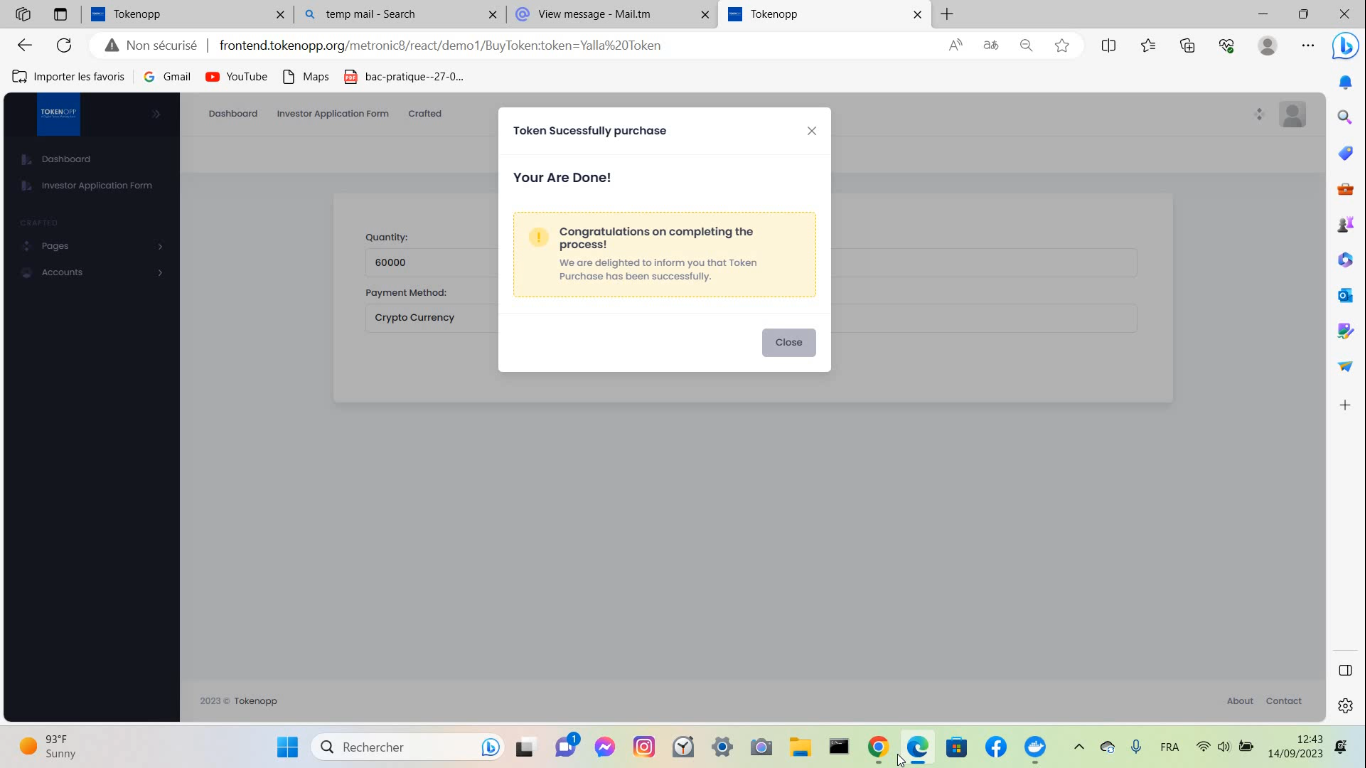 Tokenopp
temp mail - Search
View message - Mail.tm
Tokenopp
Non sécurisé
frontend.tokenopp.org/metronic8/react/demo1/BuyToken:token=Yalla%20Token
Importer les favoris
Gmail
YouTube
Maps
bac-pratique--27-0...
TOKENOPP
Dashboard
Investor Application Form
Crafted
Dashboard
Investor Application Form
CRAFTED
Pages
Accounts
Quantity:
60000
Payment Method:
Crypto Currency
Token Sucessfully purchase
Your Are Done!
Congratulations on completing the
process!
We are delighted to inform you that Token
Purchase has been successfully.
Close
2023 © Tokenopp
About
Contact
93°F
Sunny
Rechercher
1
FRA
12:43
14/09/2023